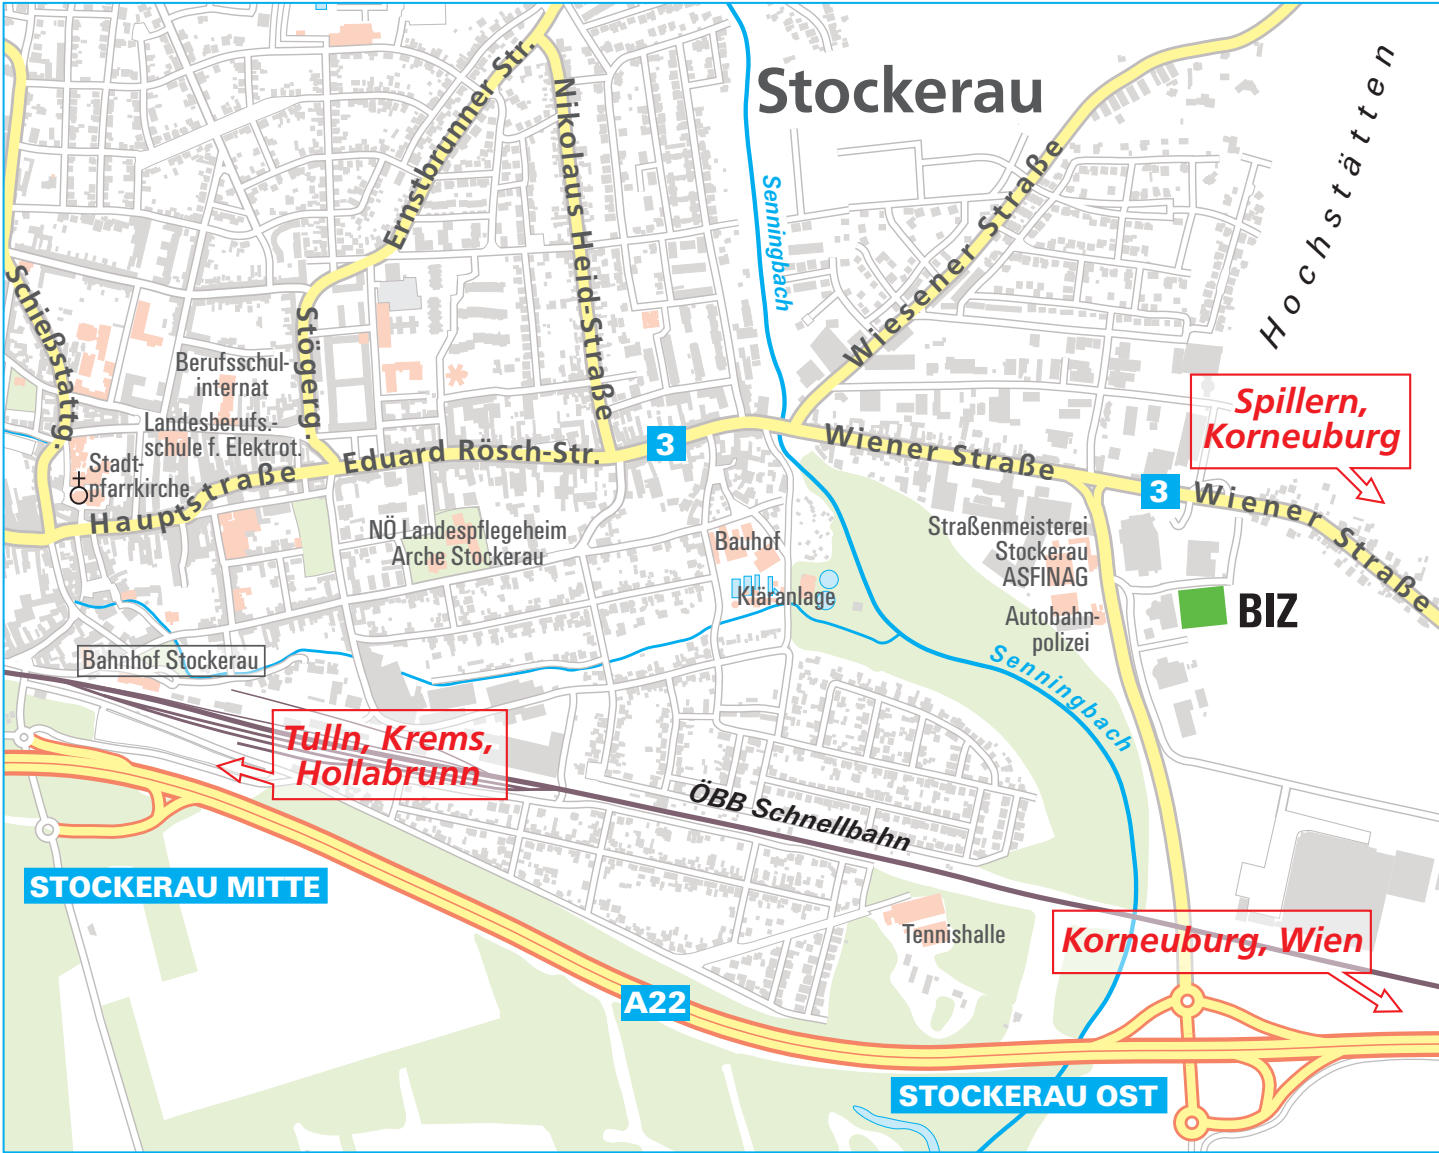 Stockerau
Hochstätten
Ernstbrunner Str.
Nikolaus Heid-Straße
Senningbach
Wiesener Straße
Schießstattg.
Stögerg.
Berufsschul-
internat
Landesberufs.-
schule f. Elektrot.
Stadt-
pfarrkirche
Hauptstraße
Eduard Rösch-Str.
3
Wiener Straße
Spillern,
Korneuburg
3
Wiener Straße
NÖ Landespflegeheim
Arche Stockerau
Bauhof
Kläranlage
Straßenmeisterei
Stockerau
ASFINAG
Autobahn-
polizei
BIZ
Bahnhof Stockerau
Senningbach
Tulln, Krems,
Hollabrunn
ÖBB Schnellbahn
STOCKERAU MITTE
Tennishalle
Korneuburg, Wien
A22
STOCKERAU OST